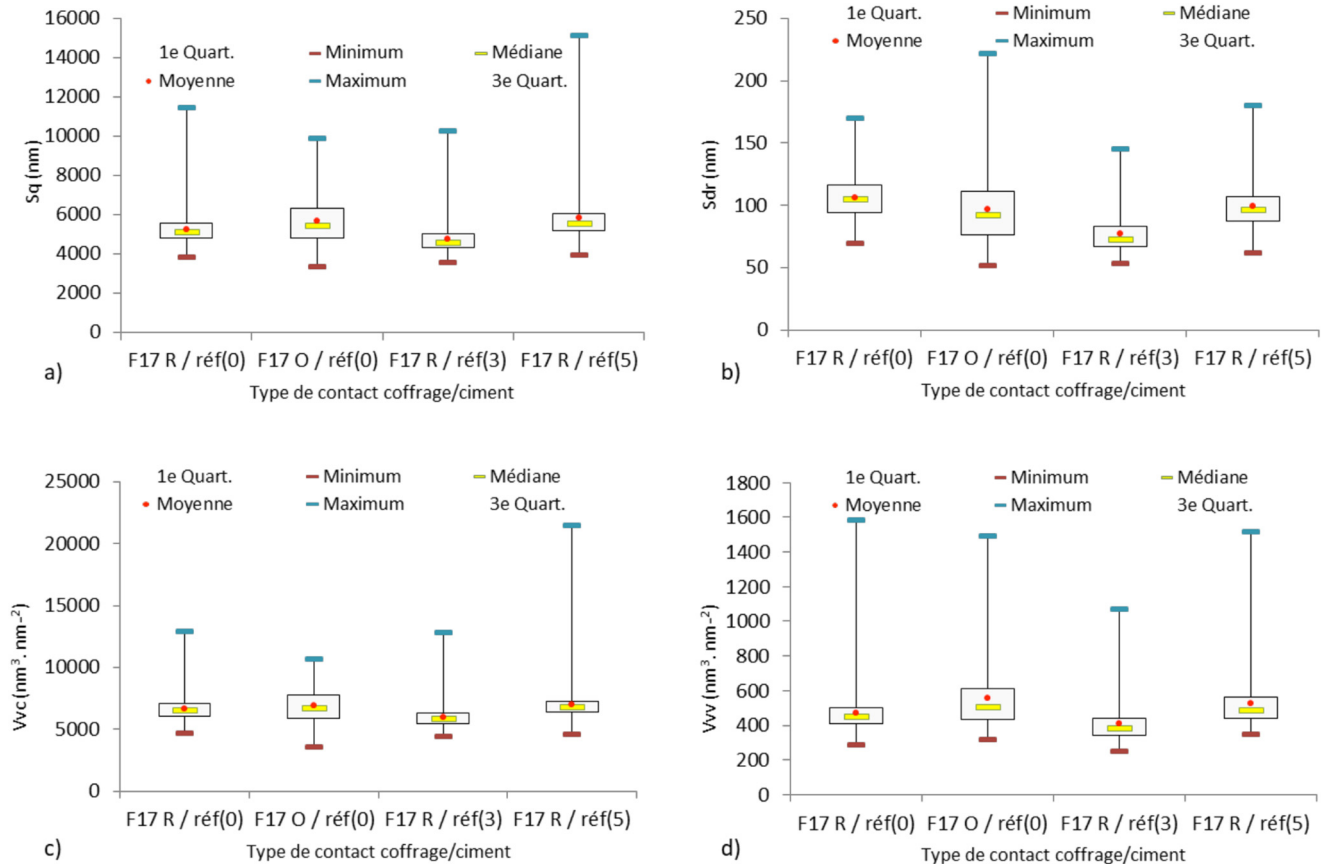 16000
14000
12000
10000
8000
6000
4000
2000
0
Sq (nm)
1e Quart. Minimum Médiane
Moyenne Maximum 3e Quart.
F17 R / réf(0) F17 O / réf(0) F17 R / réf(3) F17 R / réf(5)
a)
Type de contact coffrage/ciment
250
200
150
100
50
0
Sdr (nm)
1e Quart. Minimum Médiane
Moyenne Maximum 3e Quart.
F17 R / réf(0) F17 O / réf(0) F17 R / réf(3) F17 R / réf(5)
b)
Type de contact coffrage/ciment
25000
20000
15000
10000
5000
0
Vvc (nm³. nm⁻²)
1e Quart. Minimum Médiane
Moyenne Maximum 3e Quart.
F17 R / réf(0) F17 O / réf(0) F17 R / réf(3) F17 R / réf(5)
c)
Type de contact coffrage/ciment
1800
1600
1400
1200
1000
800
600
400
200
0
Vvv (nm³. nm⁻²)
1e Quart. Minimum Médiane
Moyenne Maximum 3e Quart.
F17 R / réf(0) F17 O / réf(0) F17 R / réf(3) F17 R / réf(5)
d)
Type de contact coffrage/ciment